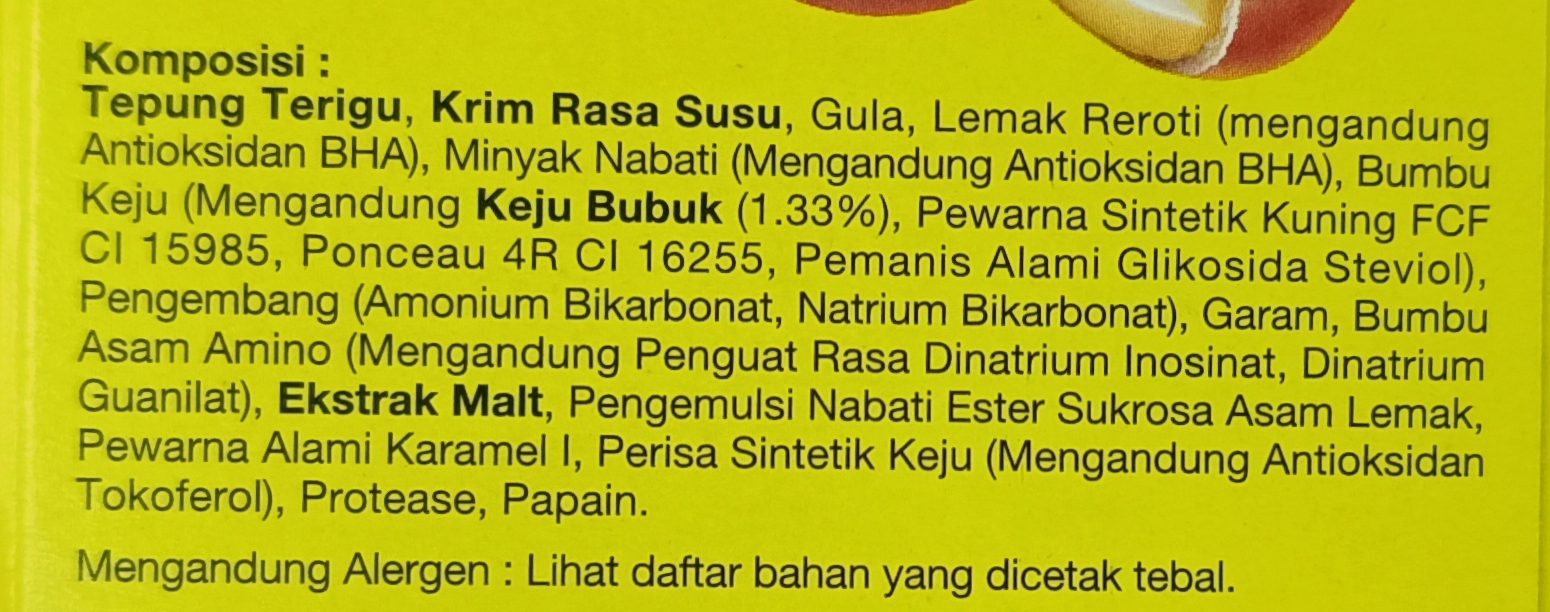 Komposisi :
Tepung Terigu, Krim Rasa Susu, Gula, Lemak Reroti (mengandung
Antioksidan BHA), Minyak Nabati (Mengandung Antioksidan BHA), Bumbu
Keju (Mengandung Keju Bubuk (1.33%), Pewarna Sintetik Kuning FCF
CI 15985, Ponceau 4R CI 16255, Pemanis Alami Glikosida Steviol),
Pengembang (Amonium Bikarbonat, Natrium Bikarbonat), Garam, Bumbu
Asam Amino (Mengandung Penguat Rasa Dinatrium Inosinat, Dinatrium
Guanilat), Ekstrak Malt, Pengemulsi Nabati Ester Sukrosa Asam Lemak,
Pewarna Alami Karamel I, Perisa Sintetik Keju (Mengandung Antioksidan
Tokoferol), Protease, Papain.
Mengandung Alergen : Lihat daftar bahan yang dicetak tebal.